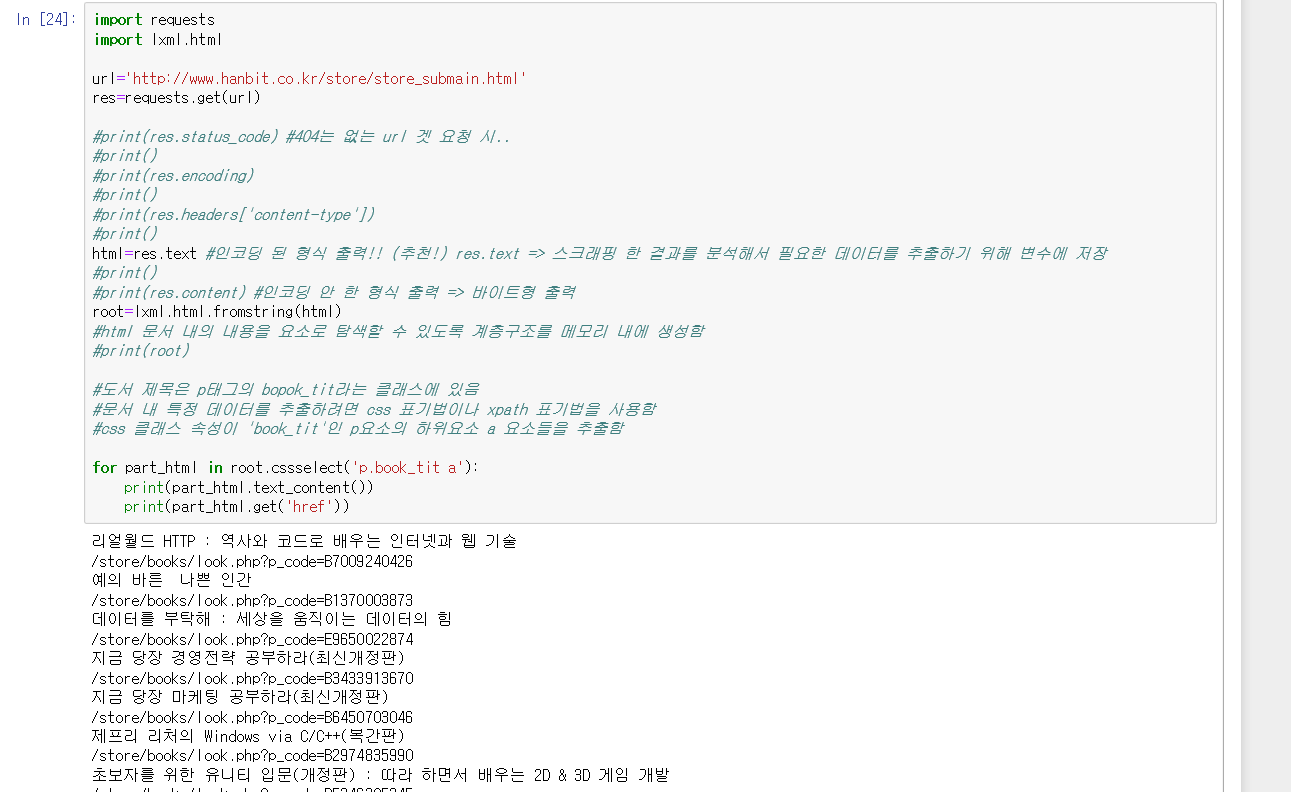 In [24]:
import requests
import lxml.html
url='http://www.hanbit.co.kr/store/store_submain.html'
res=requests.get(url)
#print(res.status_code) #404는 없는 url 겟 요청 시..
#print()
#print(res.encoding)
#print()
#print(res.headers['content-type'])
#print()
html=res.text #인코딩 된 형식 출력!! (추천!) res.text => 스크래핑 한 결과를 분석해서 필요한 데이터를 추출하기 위해 변수에 저장
#print()
#print(res.content) #인코딩 안 한 형식 출력 => 바이트형 출력
root=lxml.html.fromstring(html)
#html 문서 내의 내용을 요소로 탐색할 수 있도록 계층구조를 메모리 내에 생성함
#print(root)
#도서 제목은 p태그의 bopok_tit라는 클래스에 있음
#문서 내 특정 데이터를 추출하려면 css 표기법이나 xpath 표기법을 사용함
#css 클래스 속성이 'book_tit'인 p요소의 하위요소 a 요소들을 추출함
for part_html in root.cssselect('p.book_tit a'):
    print(part_html.text_content())
    print(part_html.get('href'))
리얼월드 HTTP : 역사와 코드로 배우는 인터넷과 웹 기술
/store/books/look.php?p_code=B7009240426
예의 바른  나쁜 인간
/store/books/look.php?p_code=B1370003873
데이터를 부탁해 : 세상을 움직이는 데이터의 힘
/store/books/look.php?p_code=E9650022874
지금 당장 경영전략 공부하라(최신개정판)
/store/books/look.php?p_code=B3433913670
지금 당장 마케팅 공부하라(최신개정판)
/store/books/look.php?p_code=B6450703046
제프리 리처의 Windows via C/C++(복간판)
/store/books/look.php?p_code=B2974835990
초보자를 위한 유니티 입문(개정판) : 따라 하면서 배우는 2D & 3D 게임 개발